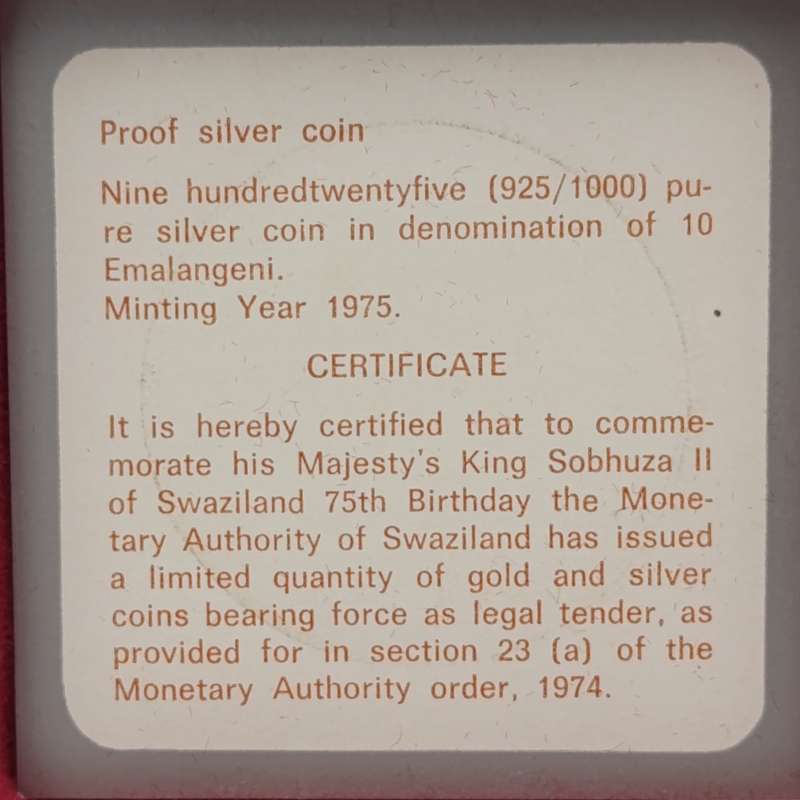 Proof silver coin
Nine hundredtwentyfive (925/1000) pu-
re silver coin in denomination of 10
Emalangeni.
Minting Year 1975.
CERTIFICATE
It is hereby certified that to comme-
morate his Majesty's King Sobhuza II
of Swaziland 75th Birthday the Mone-
tary Authority of Swaziland has issued
a limited quantity of gold and silver
coins bearing force as legal tender, as
provided for in section 23 (a) of the
Monetary Authority order, 1974.